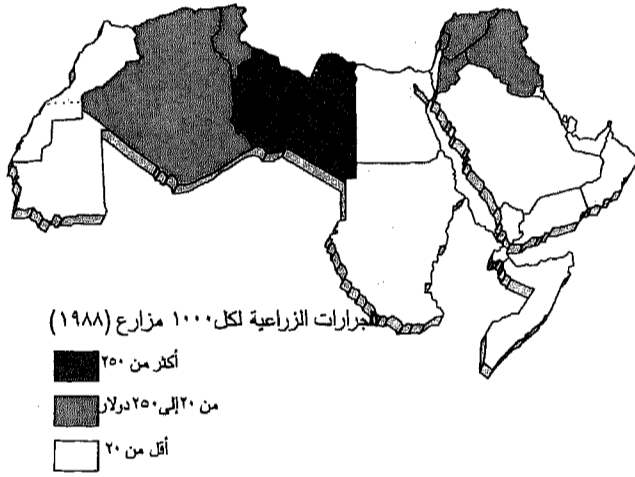 الجرارات الزراعية لكل ١٠٠٠ مزارع (١٩٨٨)
أكثر من ٢٥٠
من ٢٠ إلى ٢٥٠ دولار
أقل من ٢٠